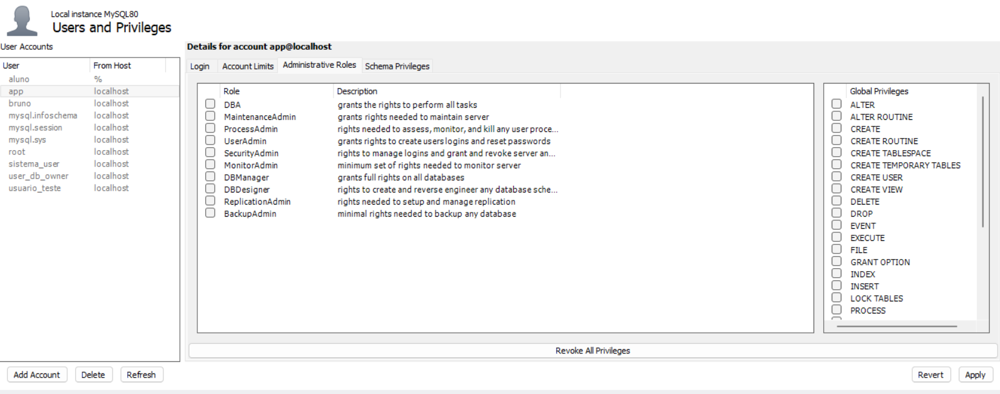 Local instance MySQL80
Users and Privileges
User Accounts
User From Host
aluno %
app localhost
bruno localhost
mysql.infoschema localhost
mysql.session localhost
mysql.sys localhost
root localhost
sistema_user localhost
user_db_owner localhost
usuario_teste localhost
Add Account Delete Refresh
Details for account app@localhost
Login Account Limits Administrative Roles Schema Privileges
Role Description
DBA grants the rights to perform all tasks
MaintenanceAdmin grants rights needed to maintain server
ProcessAdmin rights needed to assess, monitor, and kill any user proce...
UserAdmin grants rights to create users logins and reset passwords
SecurityAdmin rights to manage logins and grant and revoke server an...
MonitorAdmin minimum set of rights needed to monitor server
DBManager grants full rights on all databases
DBDesigner rights to create and reverse engineer any database sche...
ReplicationAdmin rights needed to setup and manage replication
BackupAdmin minimal rights needed to backup any database
Global Privileges
ALTER
ALTER ROUTINE
CREATE
CREATE ROUTINE
CREATE TABLESPACE
CREATE TEMPORARY TABLES
CREATE USER
CREATE VIEW
DELETE
DROP
EVENT
EXECUTE
FILE
GRANT OPTION
INDEX
INSERT
LOCK TABLES
PROCESS
Revoke All Privileges
Revert Apply